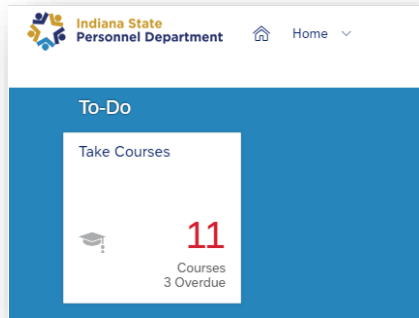 Indiana State
Personnel Department
Home
To-Do
Take Courses
11
Courses
3 Overdue